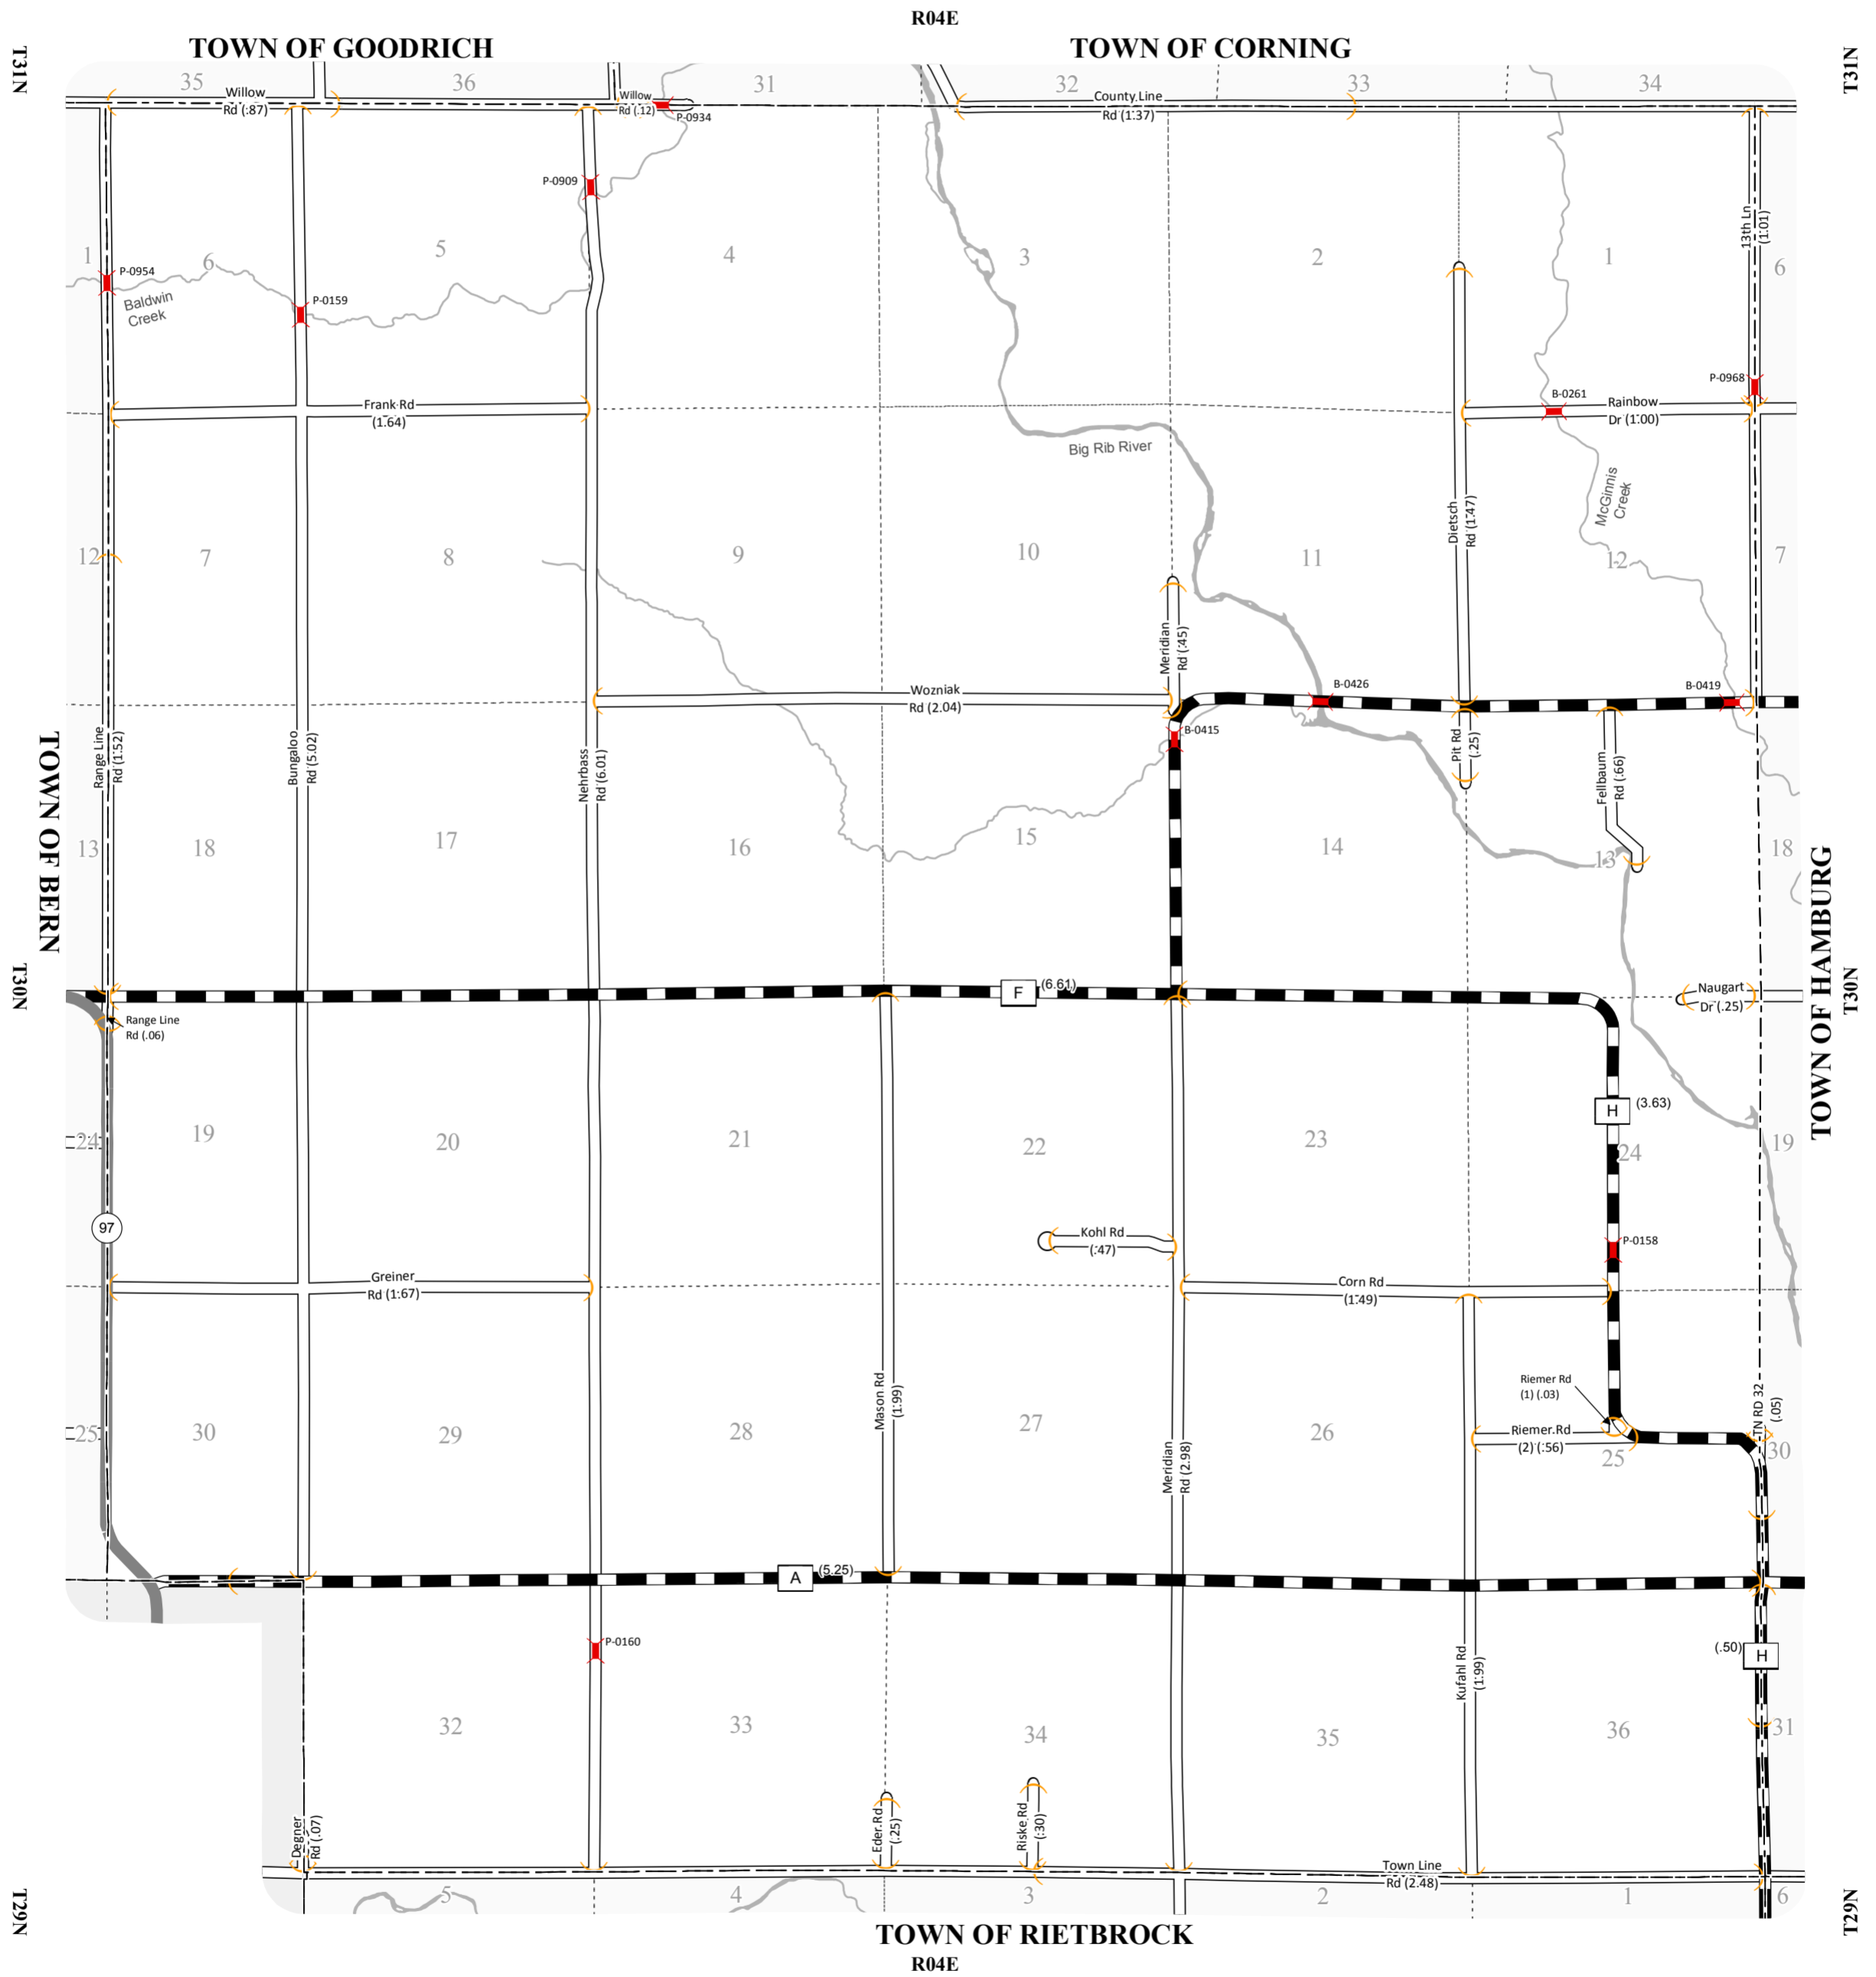 R04E
TOWN OF GOODRICH
TOWN OF CORNING
T31N
T31N
35
36
31
32
33
34
Willow
Rd (.87)
Willow
Rd (.12)
P-0934
County Line
Rd (1.37)
P-0909
13th Ln
(1.01)
1
6
5
4
3
2
1
6
P-0954
Baldwin
Creek
P-0159
P-0968
B-0261
Rainbow
Dr (1.00)
Frank Rd
(1.64)
Big Rib River
McGinnis
Creek
Dietsch
Rd (1.47)
12
7
8
9
10
11
12
7
Meridian
Rd (.45)
Wozniak
Rd (2.04)
B-0426
B-0419
B-0415
Pit Rd
(.25)
Fellbaum
Rd (.66)
Range Line
Rd (1.52)
Bungaloo
Rd (5.02)
Nehrbass
Rd (6.01)
TOWN OF BERN
TOWN OF HAMBURG
13
18
17
16
15
14
13
18
T30N
T30N
F
(6.61)
Naugart
Dr (.25)
Range Line
Rd (.06)
H
(3.63)
24
19
20
21
22
23
24
19
97
Kohl Rd
(.47)
P-0158
Greiner
Rd (1.67)
Corn Rd
(1.49)
Mason Rd
(1.99)
Riemer Rd
(1) (.03)
TN RD 32
(.05)
25
30
29
28
27
26
Riemer Rd
(2) (.56)
25
30
Meridian
Rd (2.98)
A
(5.25)
P-0160
Kufahl Rd
(1.99)
(.50)
H
32
33
34
35
36
31
Degner
Rd (.07)
Eder Rd
(.25)
Riske Rd
(.30)
Town Line
Rd (2.48)
5
4
3
2
1
6
T29N
T29N
TOWN OF RIETBROCK
R04E